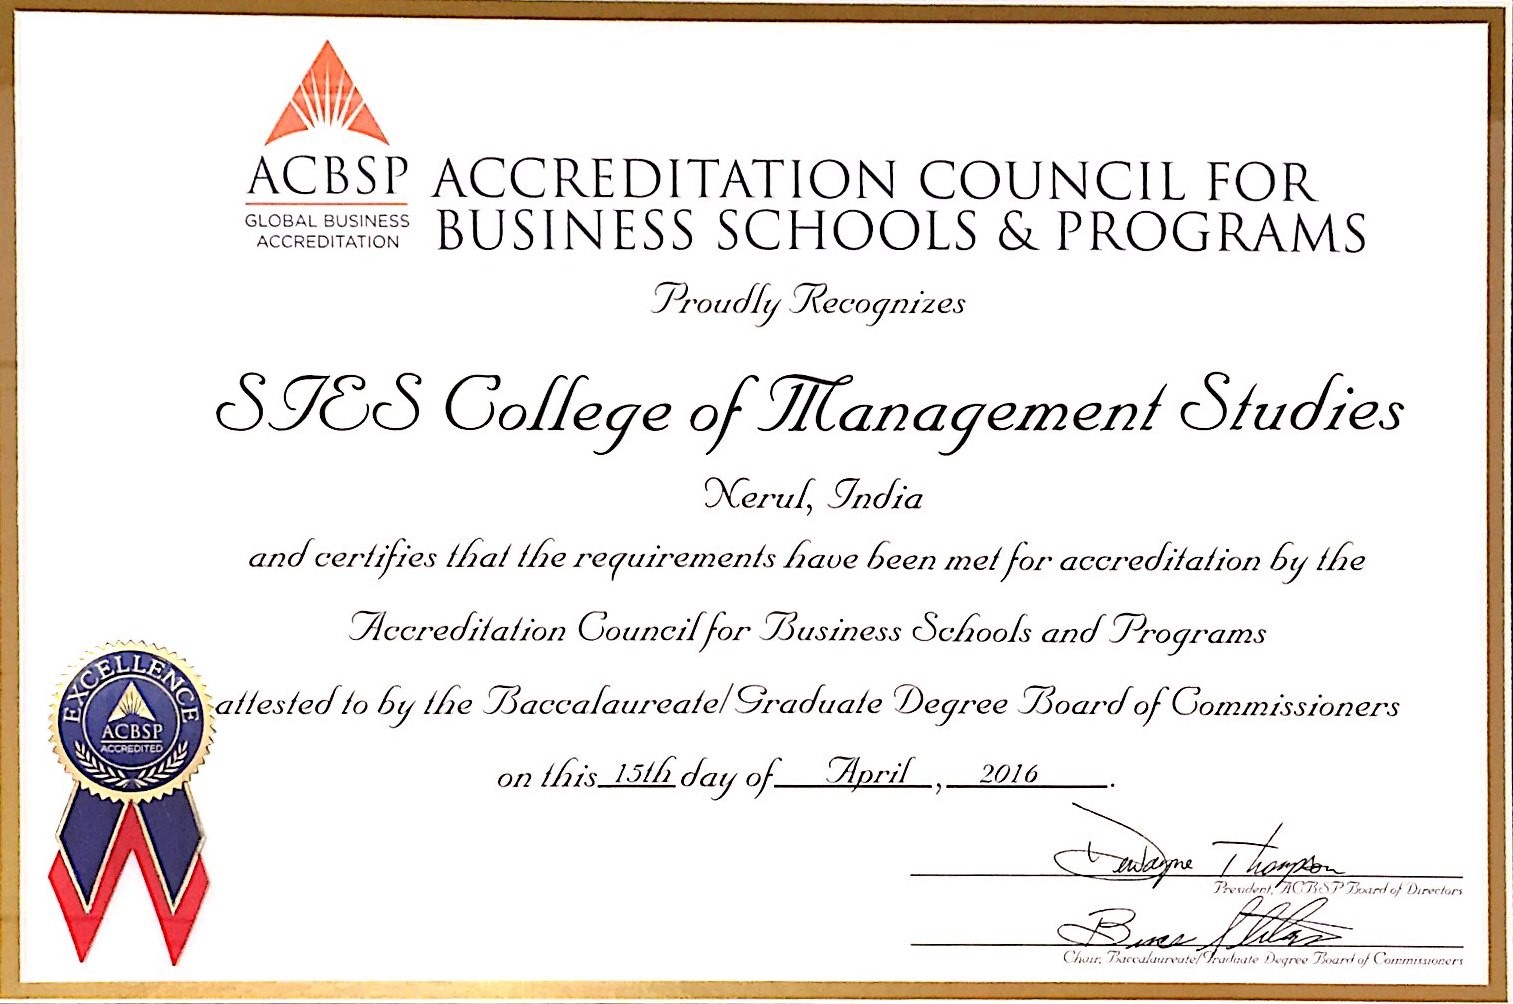 ACBSP
GLOBAL BUSINESS
ACCREDITATION
ACCREDITATION COUNCIL FOR
BUSINESS SCHOOLS & PROGRAMS
Proudly Recognizes
SIES College of Management Studies
Nerul, India
and certifies that the requirements have been met for accreditation by the
Accreditation Council for Business Schools and Programs
attested to by the Baccalaureate/Graduate Degree Board of Commissioners
on this 15th day of April, 2016.
EXCELLENCE
ACBSP
ACCREDITED
Dewayne Thompson
President, ACBSP Board of Directors
Bruce
Chair, Baccalaureate/Graduate Degree Board of Commissioners